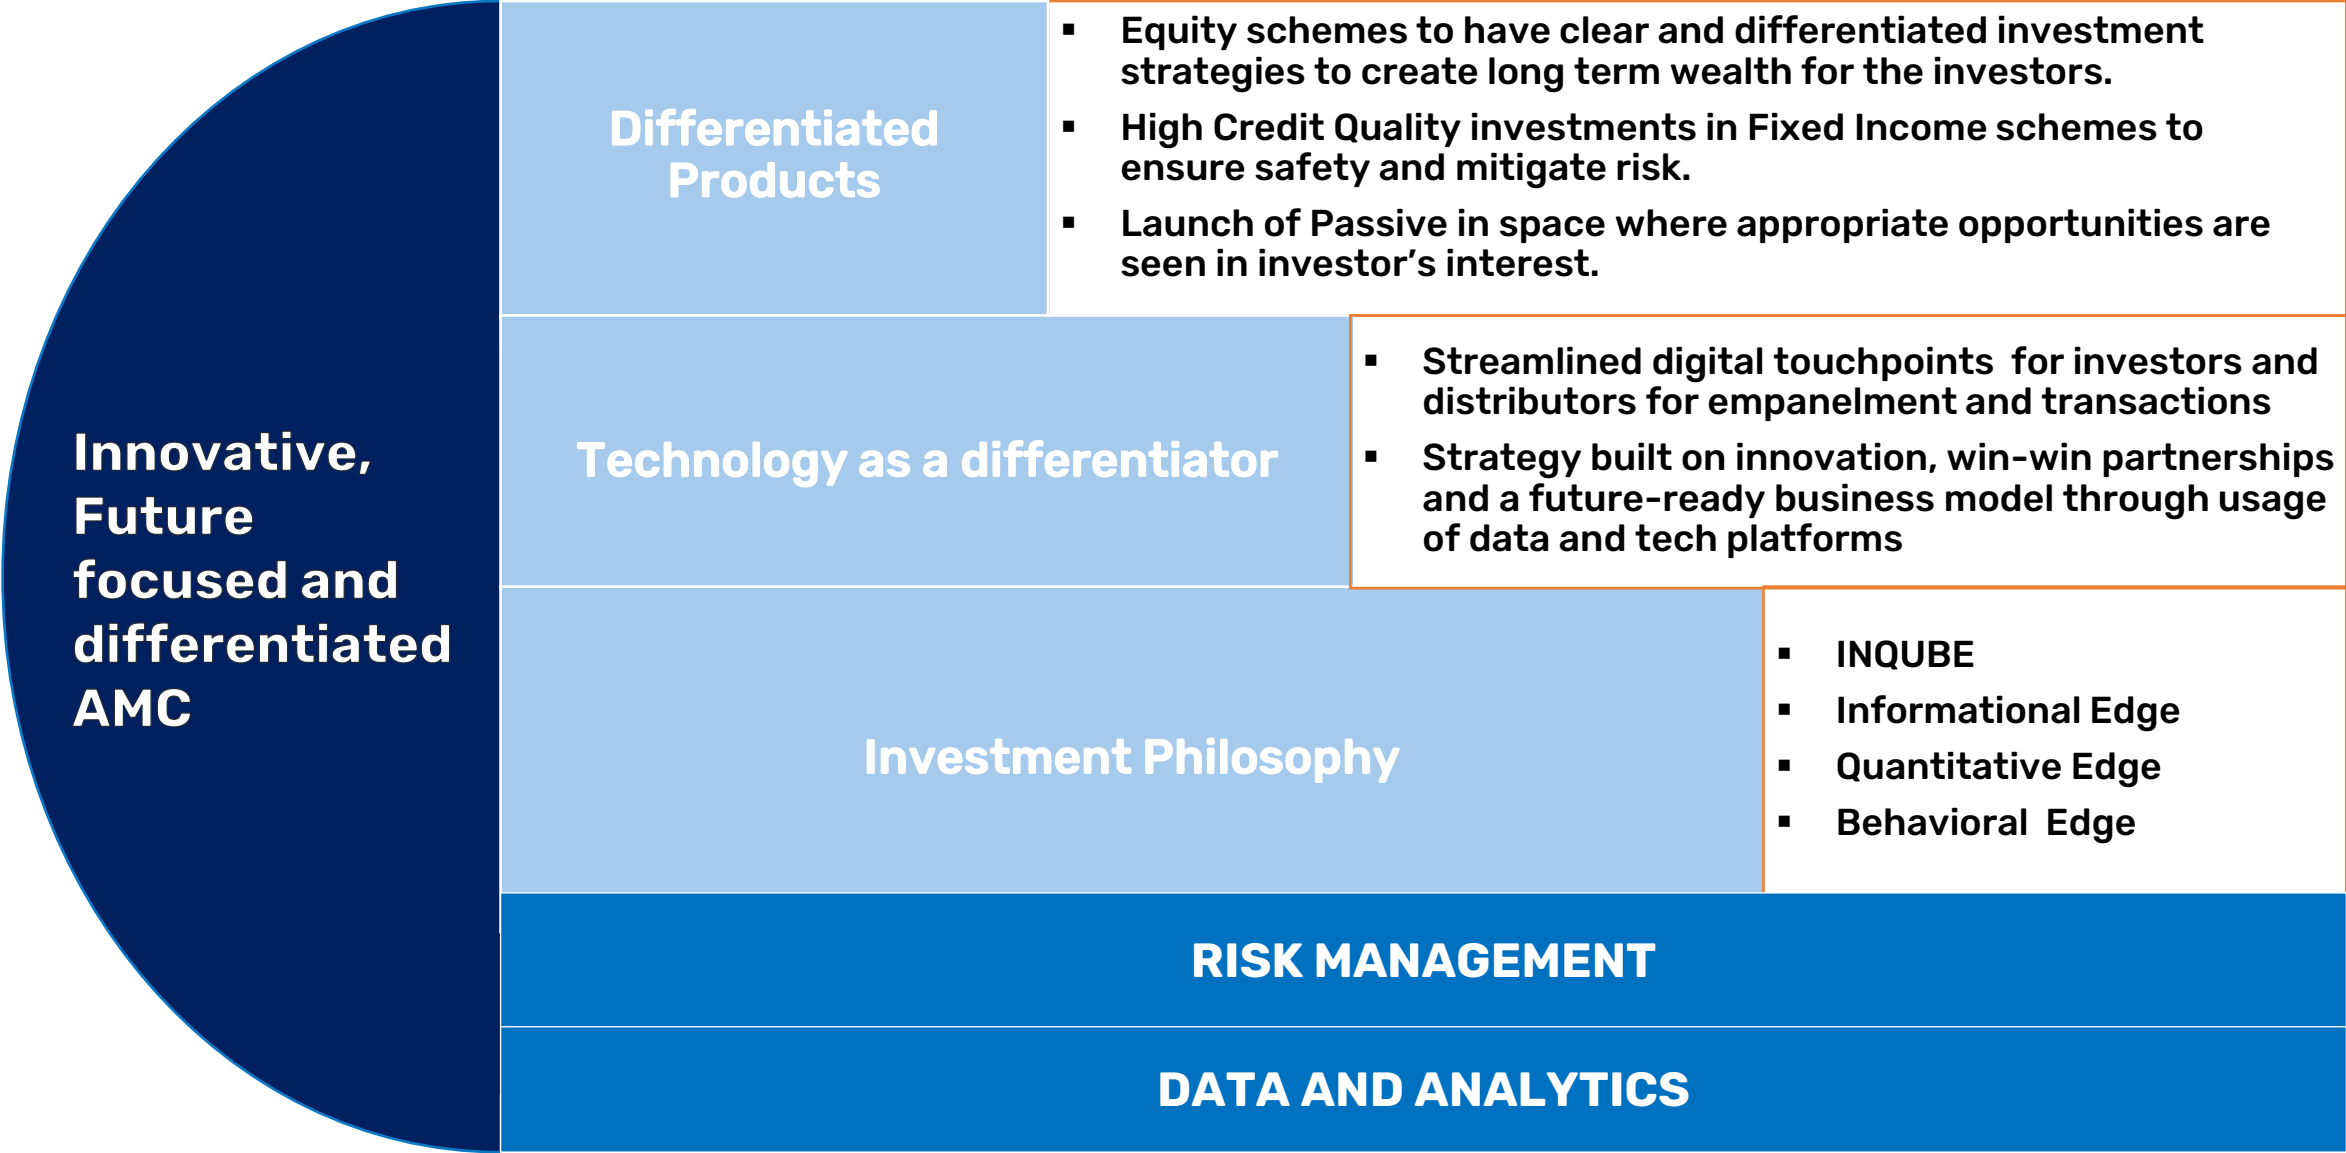 Innovative,
Future
focused and
differentiated
AMC
Differentiated
Products
▪ Equity schemes to have clear and differentiated investment
strategies to create long term wealth for the investors.
▪ High Credit Quality investments in Fixed Income schemes to
ensure safety and mitigate risk.
▪ Launch of Passive in space where appropriate opportunities are
seen in investor’s interest.
Technology as a differentiator
▪ Streamlined digital touchpoints for investors and
distributors for empanelment and transactions
▪ Strategy built on innovation, win-win partnerships
and a future-ready business model through usage
of data and tech platforms
Investment Philosophy
▪ INQUBE
▪ Informational Edge
▪ Quantitative Edge
▪ Behavioral Edge
RISK MANAGEMENT
DATA AND ANALYTICS